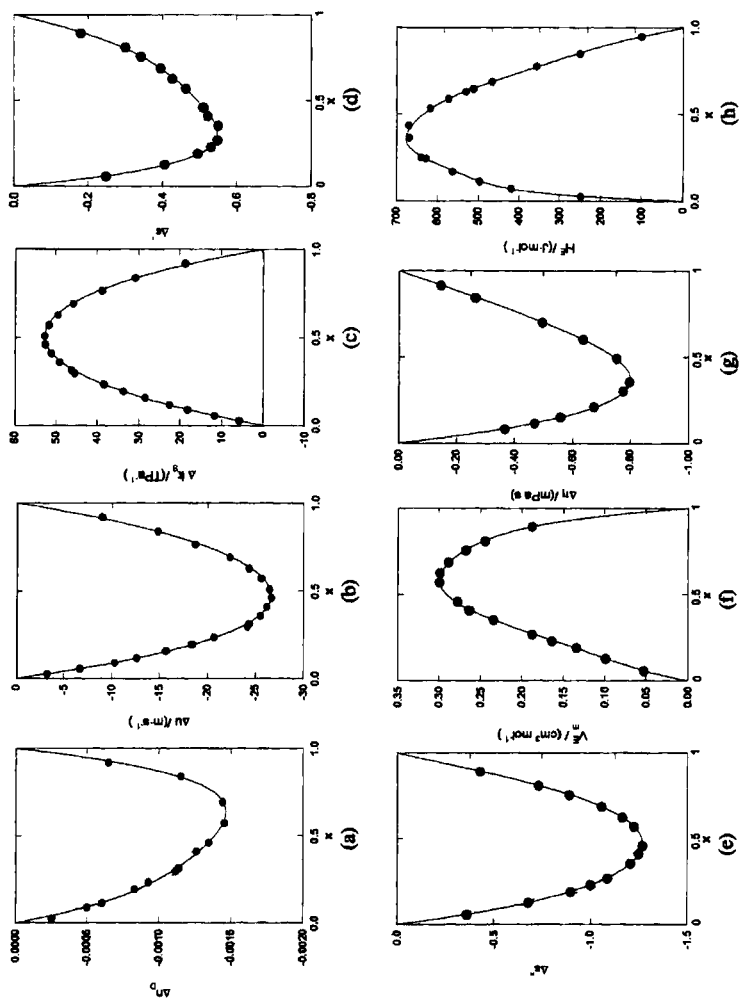 Δn_D
0.0000
-0.0005
-0.0010
-0.0015
-0.0020
0.0 0.5 1.0
x
(a)
Δu/(m·s⁻¹)
0
-5
-10
-15
-20
-25
-30
0.0 0.5 1.0
x
(b)
60
50
40
30
20
10
0
-10
0.0 0.5 1.0
x
(c)
Δε'
0.0
-0.2
-0.4
-0.6
-0.8
0 0.5 1
x
(d)
Δε"
0.0
-0.5
-1.0
-1.5
0.0 0.5 1
x
(e)
V^E_m / (cm³ mol⁻¹)
0.35
0.30
0.25
0.20
0.15
0.10
0.05
0.00
0.0 0.5 1.0
x
(f)
Δη/(mPa s)
0.00
-0.20
-0.40
-0.60
-0.80
-1.00
0 0.5 1
x
(g)
H^E/(J·mol⁻¹)
700
600
500
400
300
200
100
0 0.5 1.0
x
(h)